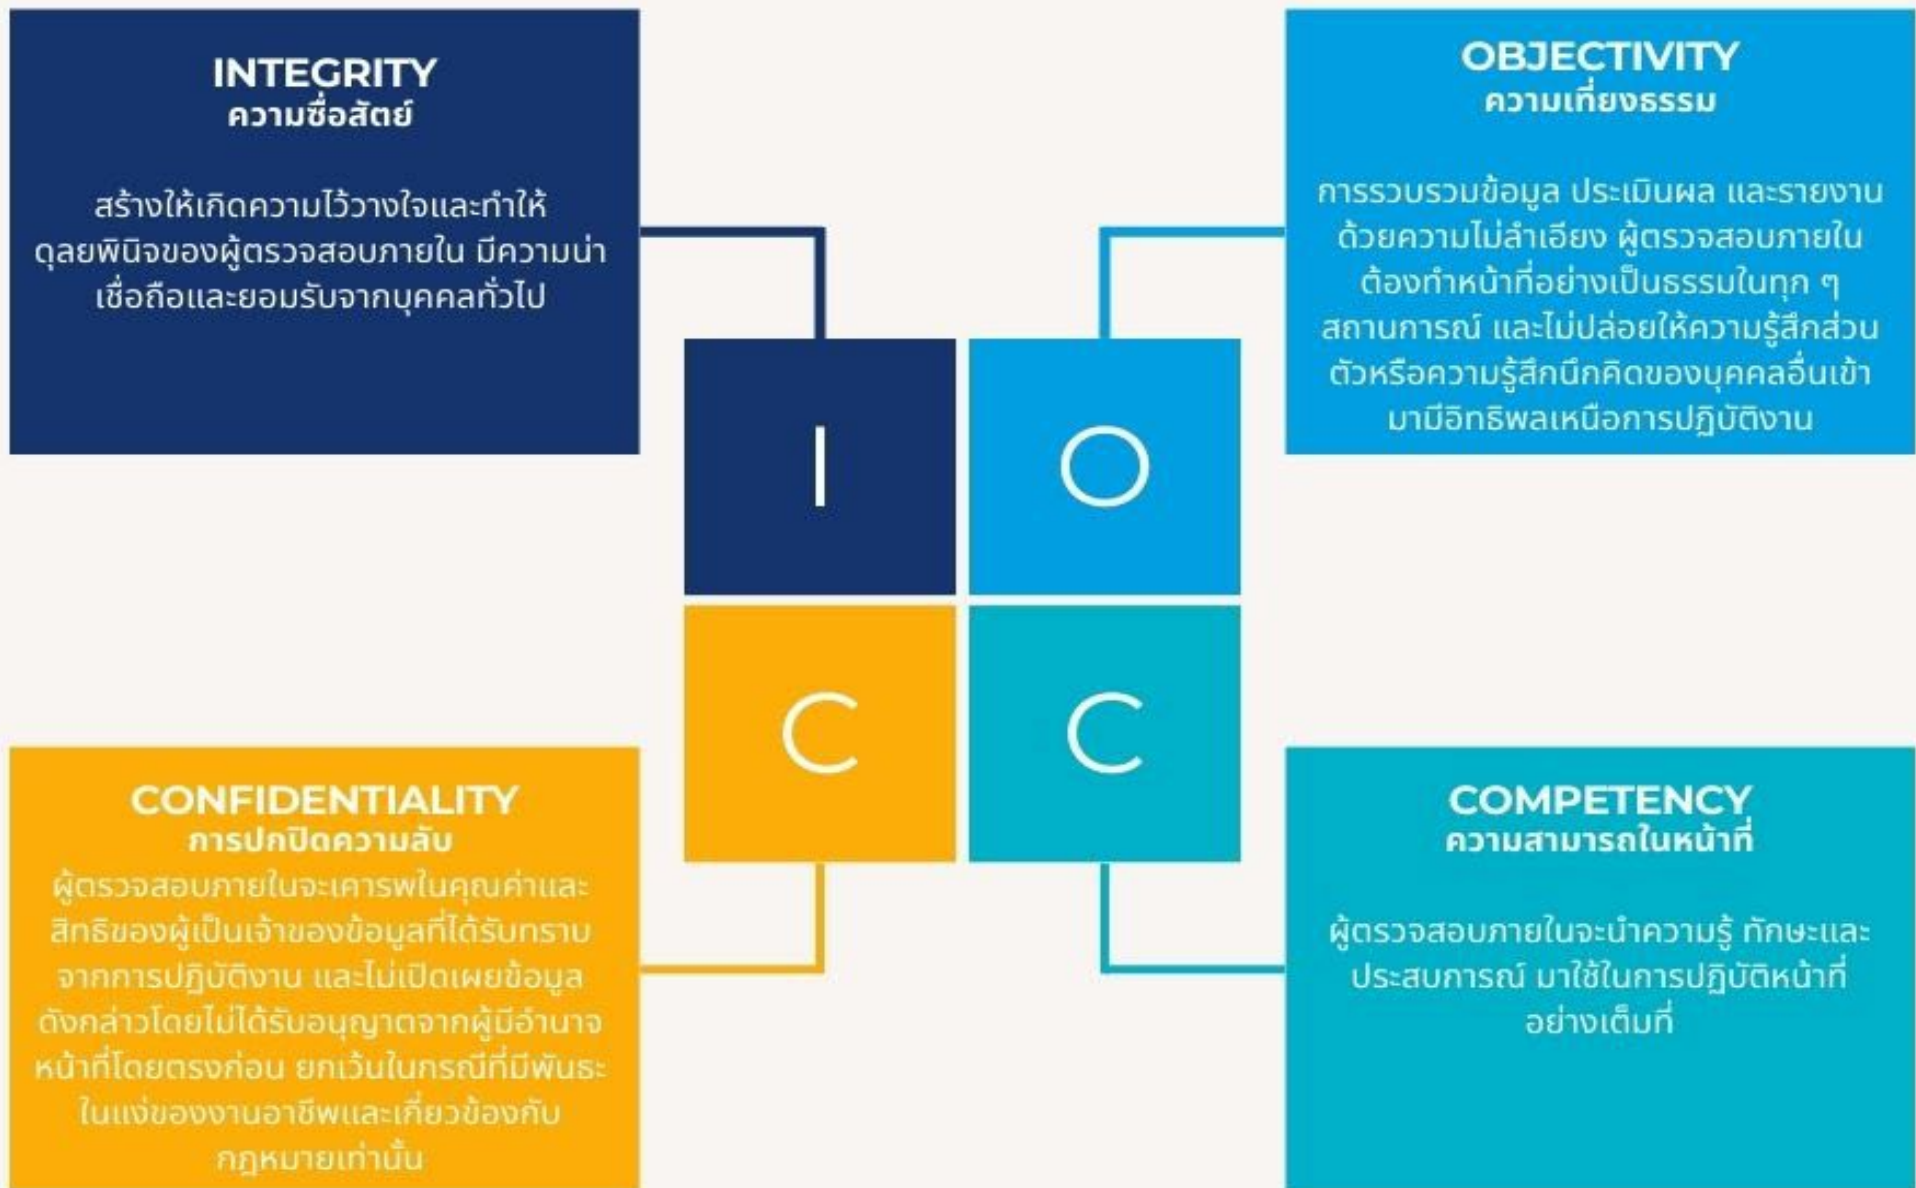 INTEGRITY
ความซื่อสัตย์
สร้างให้เกิดความไว้วางใจและทำให้
ดุลยพินิจของผู้ตรวจสอบภายใน มีความน่า
เชื่อถือและยอมรับจากบุคคลทั่วไป
OBJECTIVITY
ความเที่ยงธรรม
การรวบรวมข้อมูล ประเมินผล และรายงาน
ด้วยความไม่ลำเอียง ผู้ตรวจสอบภายใน
ต้องทำหน้าที่อย่างเป็นธรรมในทุก ๆ
สถานการณ์ และไม่ปล่อยให้ความรู้สึกส่วน
ตัวหรือความรู้สึกนึกคิดของบุคคลอื่นเข้า
มามีอิทธิพลเหนือการปฏิบัติงาน
I
O
C
C
CONFIDENTIALITY
การปกปิดความลับ
ผู้ตรวจสอบภายในจะเคารพในคุณค่าและ
สิทธิของผู้เป็นเจ้าของข้อมูลที่ได้รับทราบ
จากการปฏิบัติงาน และไม่เปิดเผยข้อมูล
ดังกล่าวโดยไม่ได้รับอนุญาตจากผู้มีอำนาจ
หน้าที่โดยตรงก่อน ยกเว้นในกรณีที่มีพันธะ
ในแง่ของงานอาชีพและเกี่ยวข้องกับ
กฎหมายเท่านั้น
COMPETENCY
ความสามารถในหน้าที่
ผู้ตรวจสอบภายในจะนำความรู้ ทักษะและ
ประสบการณ์ มาใช้ในการปฏิบัติหน้าที่
อย่างเต็มที่